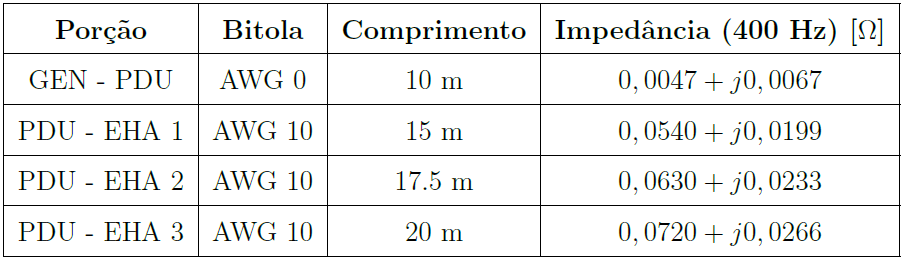 Porção Bitola Comprimento Impedância (400 Hz) [Ω]
GEN - PDU AWG 0 10 m 0,0047 + j0,0067
PDU - EHA 1 AWG 10 15 m 0,0540 + j0,0199
PDU - EHA 2 AWG 10 17.5 m 0,0630 + j0,0233
PDU - EHA 3 AWG 10 20 m 0,0720 + j0,0266